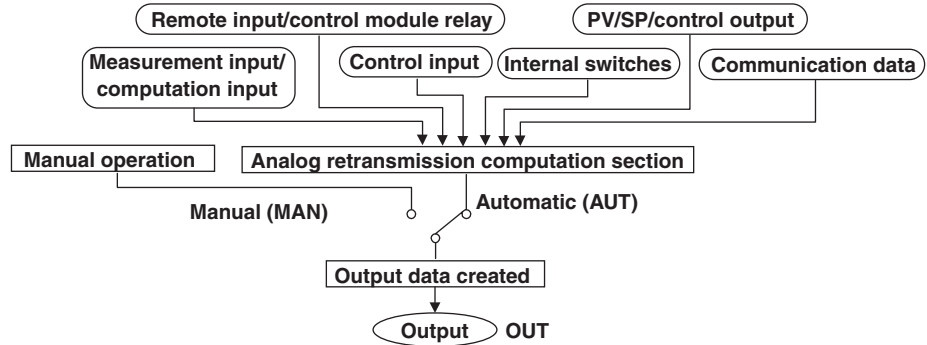 Remote input/control module relay
PV/SP/control output
Measurement input/
computation input
Control input
Internal switches
Communication data
Manual operation
Analog retransmission computation section
Manual (MAN)
Automatic (AUT)
Output data created
Output
OUT